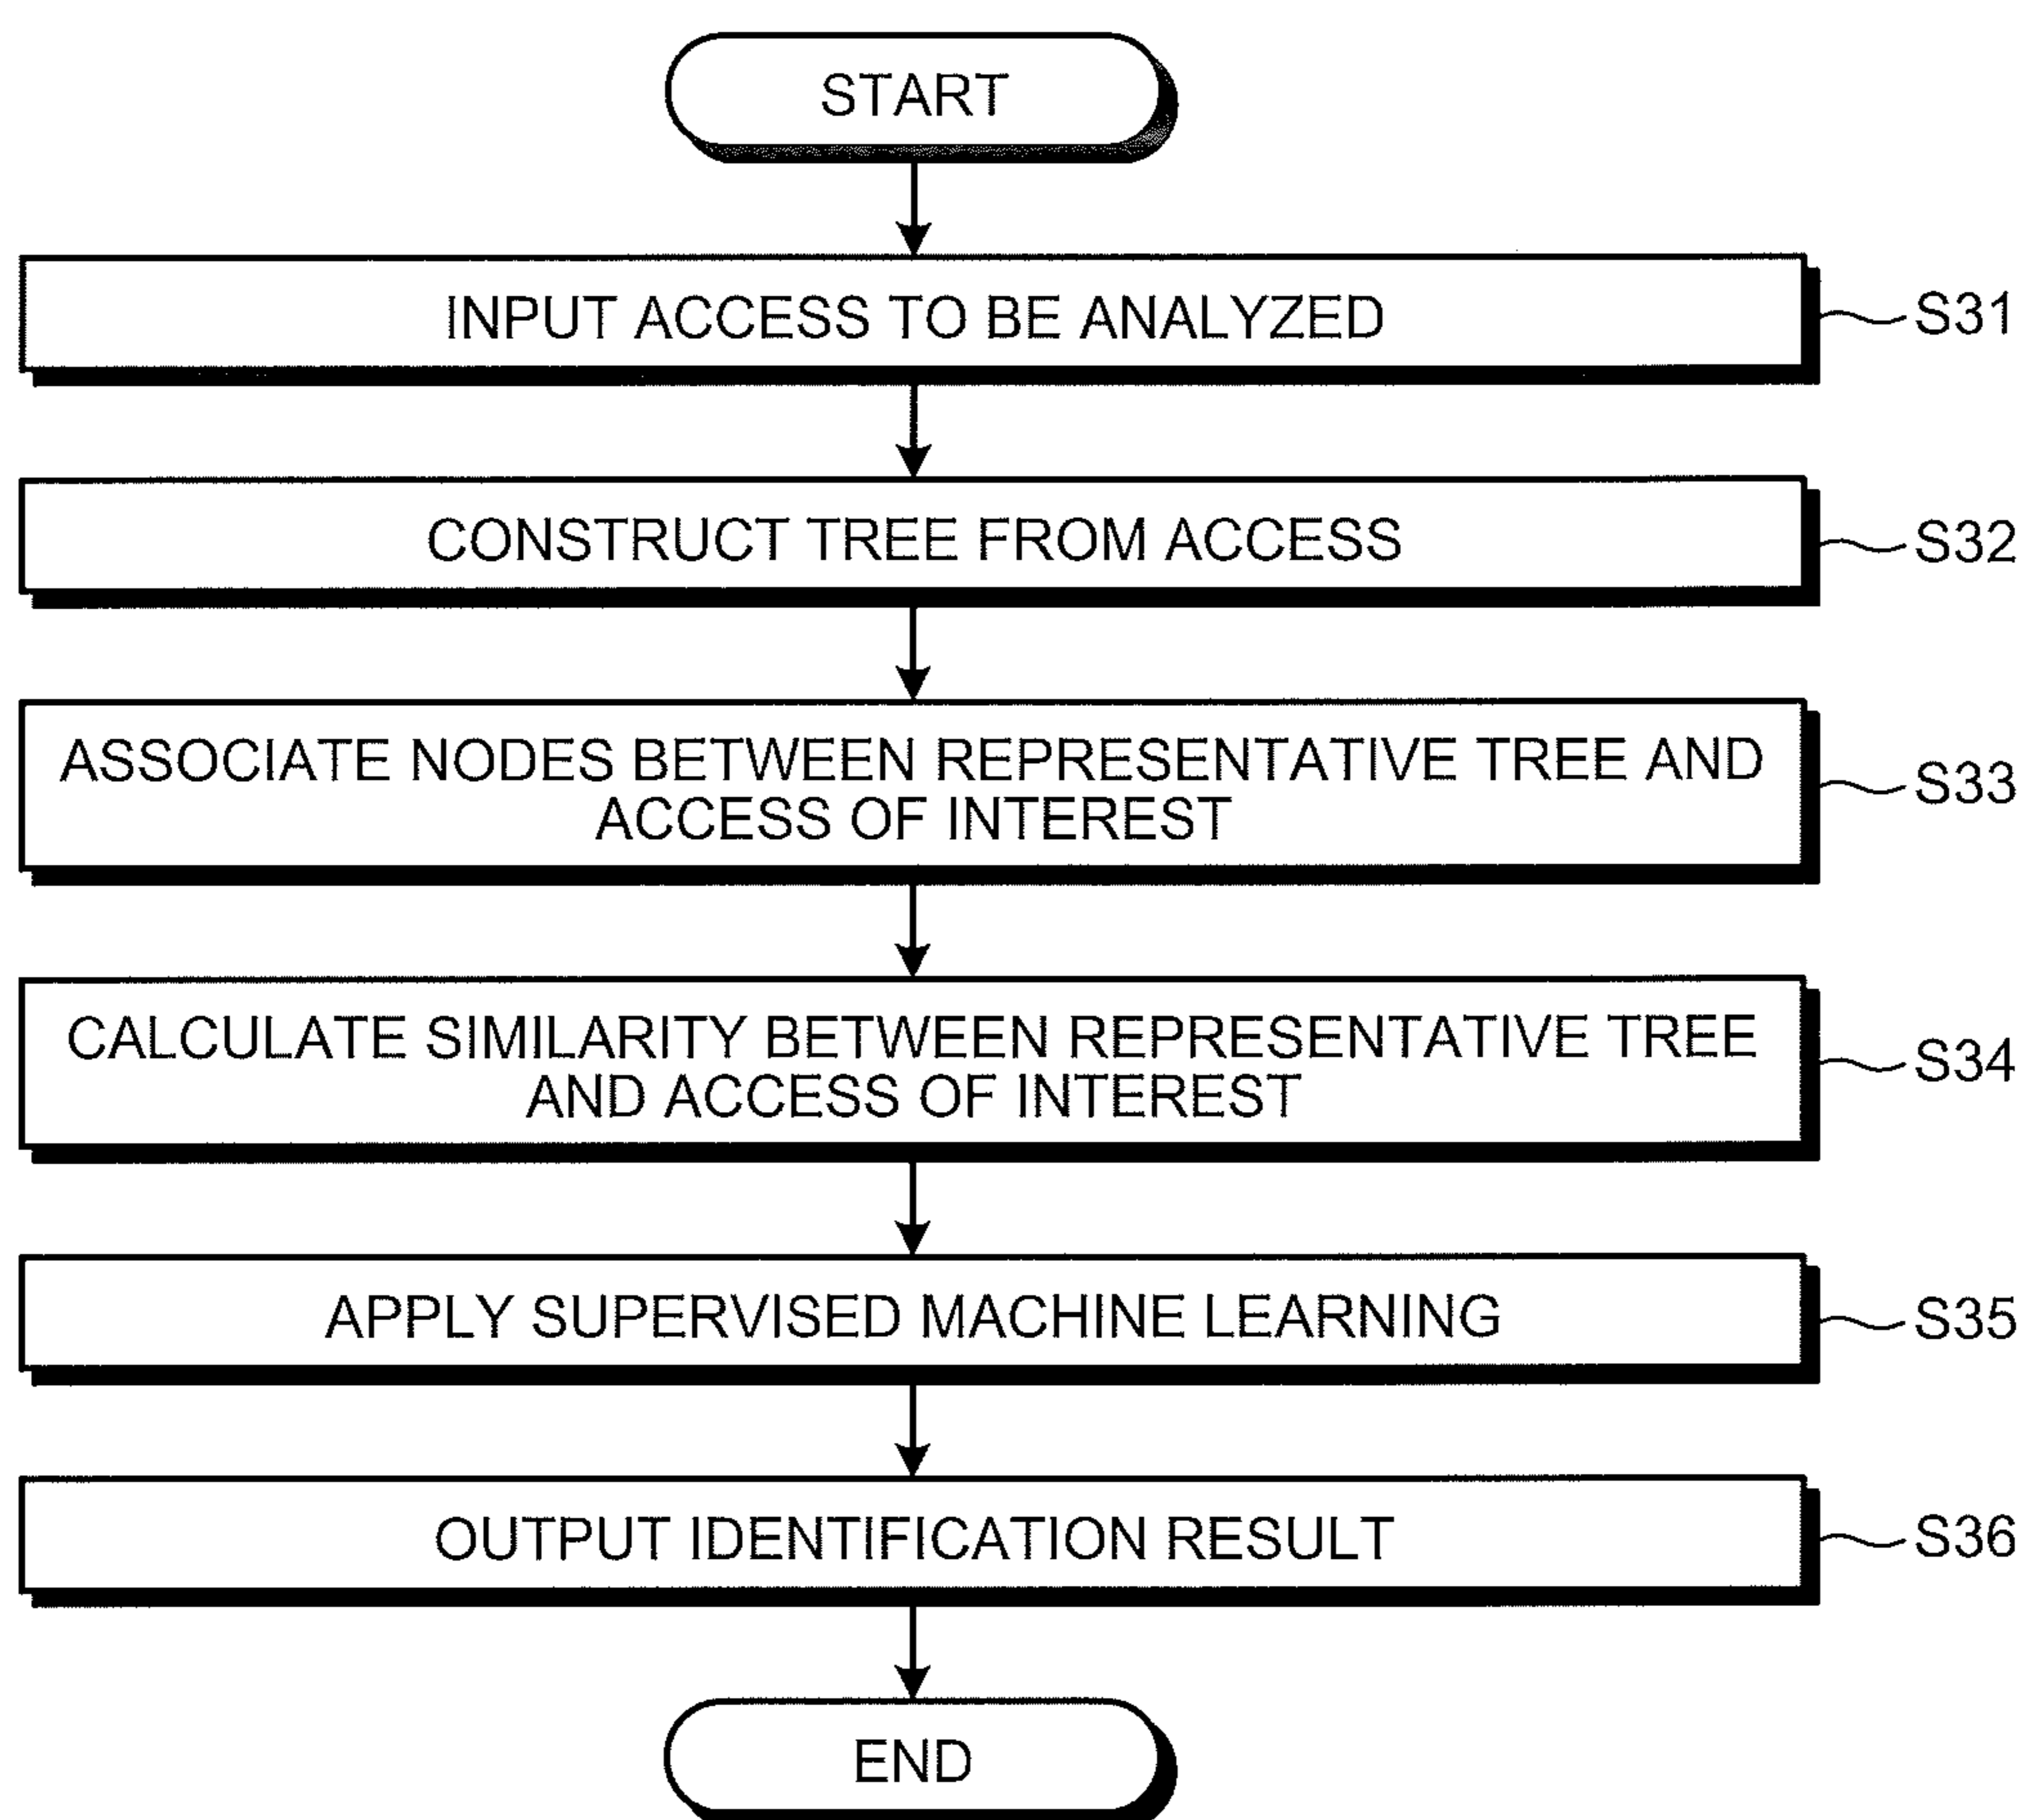 START
INPUT ACCESS TO BE ANALYZED
S31
CONSTRUCT TREE FROM ACCESS
S32
ASSOCIATE NODES BETWEEN REPRESENTATIVE TREE AND
ACCESS OF INTEREST
S33
CALCULATE SIMILARITY BETWEEN REPRESENTATIVE TREE
AND ACCESS OF INTEREST
S34
APPLY SUPERVISED MACHINE LEARNING
S35
OUTPUT IDENTIFICATION RESULT
S36
END